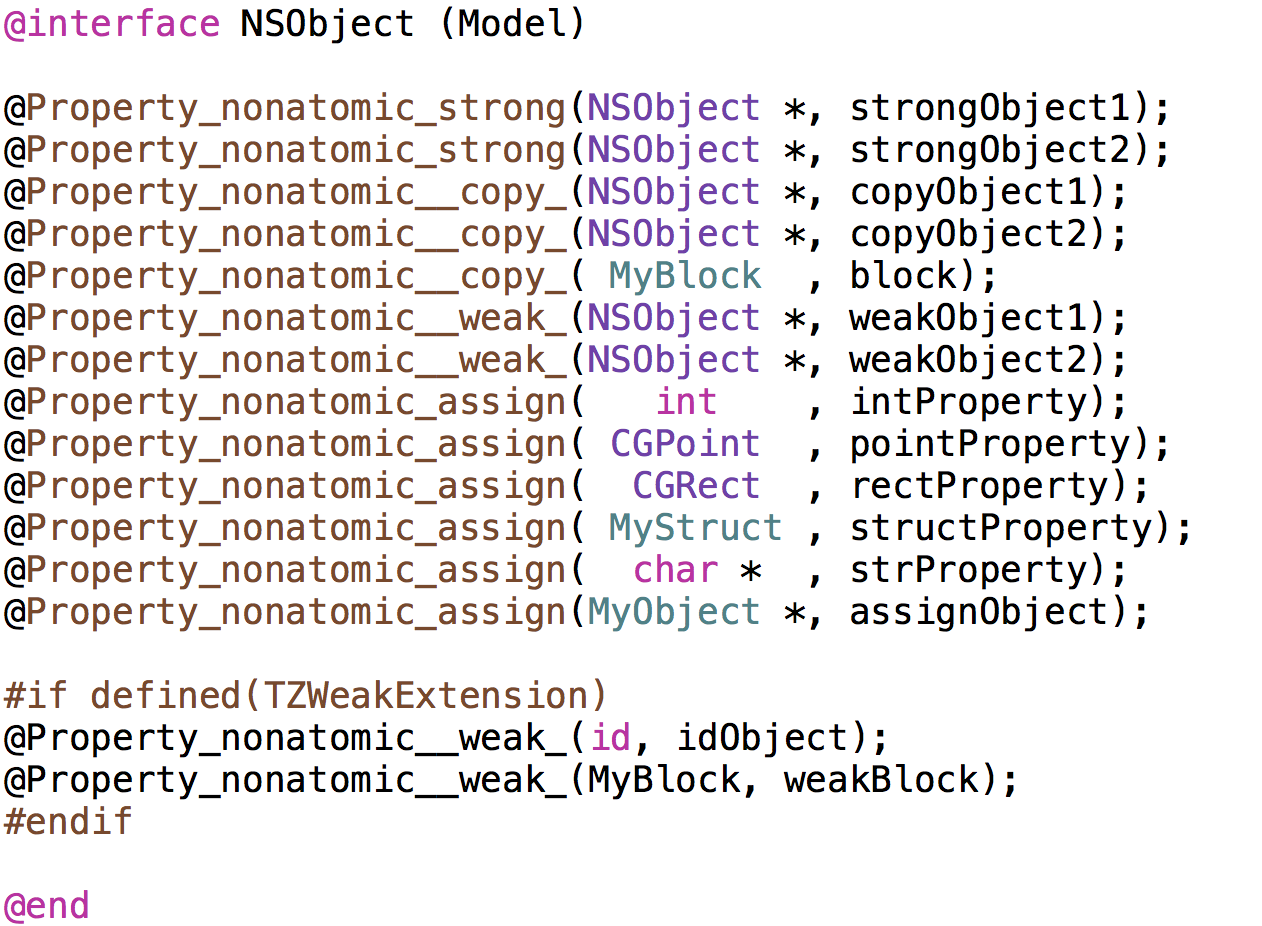 @interface NSObject (Model)

@Property_nonatomic_strong(NSObject *, strongObject1);
@Property_nonatomic_strong(NSObject *, strongObject2);
@Property_nonatomic__copy_(NSObject *, copyObject1);
@Property_nonatomic__copy_(NSObject *, copyObject2);
@Property_nonatomic__copy_( MyBlock  , block);
@Property_nonatomic__weak_(NSObject *, weakObject1);
@Property_nonatomic__weak_(NSObject *, weakObject2);
@Property_nonatomic_assign(   int    , intProperty);
@Property_nonatomic_assign( CGPoint  , pointProperty);
@Property_nonatomic_assign(  CGRect  , rectProperty);
@Property_nonatomic_assign( MyStruct , structProperty);
@Property_nonatomic_assign(  char *  , strProperty);
@Property_nonatomic_assign(MyObject *, assignObject);

#if defined(TZWeakExtension)
@Property_nonatomic__weak_(id, idObject);
@Property_nonatomic__weak_(MyBlock, weakBlock);
#endif

@end